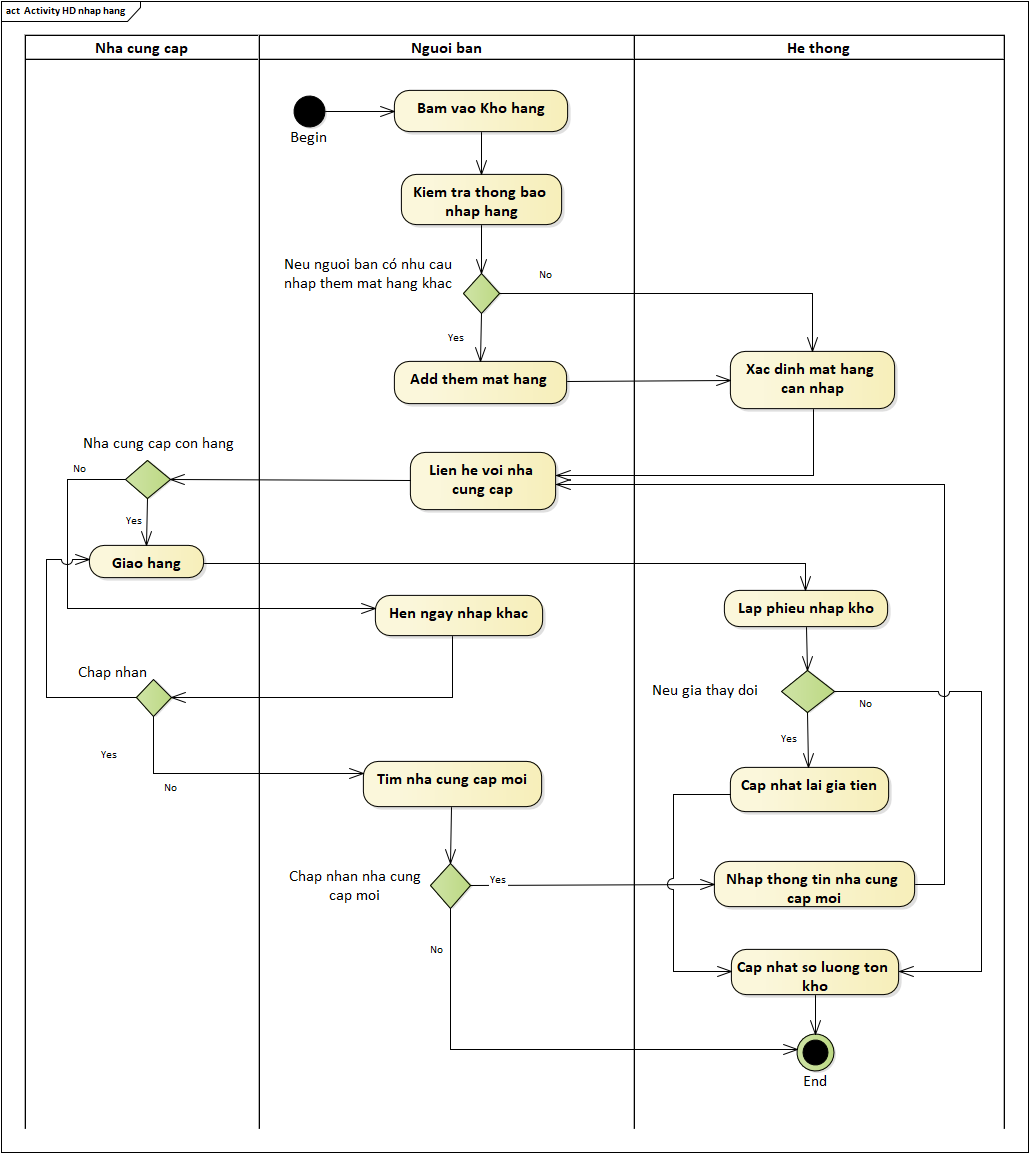 act Activity HD nhap hang
Nha cung cap
Nguoi ban
He thong
Begin
Bam vao Kho hang
Kiem tra thong bao
nhap hang
Neu nguoi ban có nhu cau
nhap them mat hang khac
No
Yes
Add them mat hang
Xac dinh mat hang
can nhap
Nha cung cap con hang
No
Yes
Lien he voi nha
cung cap
Giao hang
Hen ngay nhap khac
Lap phieu nhap kho
Chap nhan
Yes
No
Neu gia thay doi
No
Yes
Tim nha cung cap moi
Cap nhat lai gia tien
Chap nhan nha cung
cap moi
Yes
No
Nhap thong tin nha cung
cap moi
Cap nhat so luong ton
kho
End